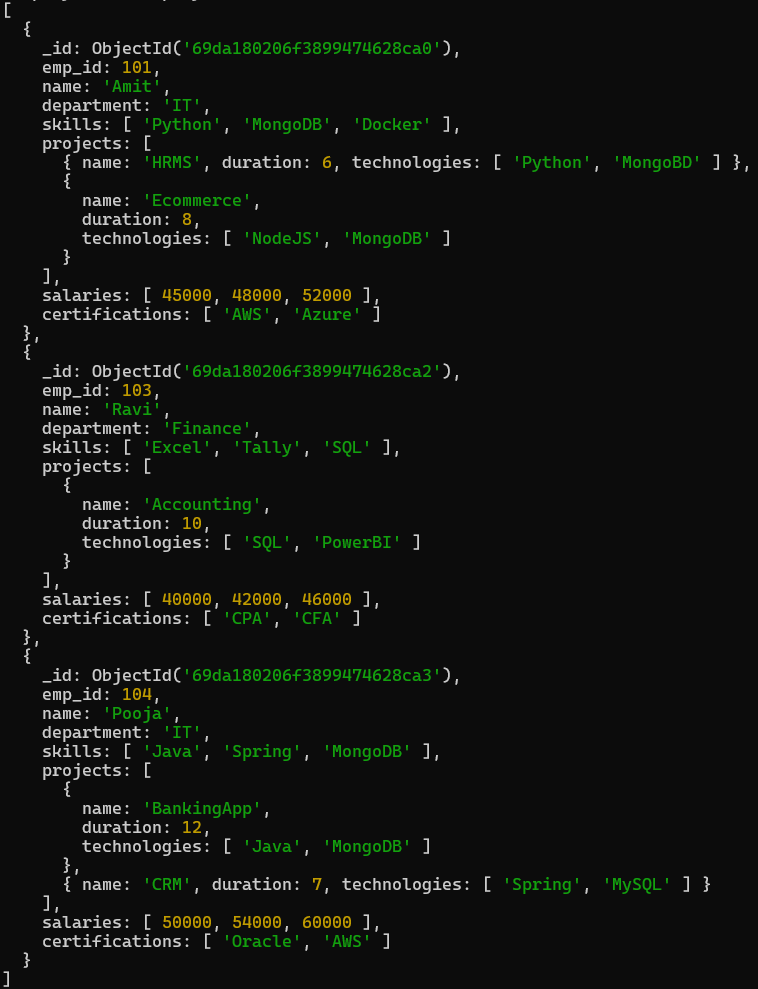 [
  {
    _id: ObjectId('69da180206f3899474628ca0'),
    emp_id: 101,
    name: 'Amit',
    department: 'IT',
    skills: [ 'Python', 'MongoDB', 'Docker' ],
    projects: [
      { name: 'HRMS', duration: 6, technologies: [ 'Python', 'MongoBD' ] },
      {
        name: 'Ecommerce',
        duration: 8,
        technologies: [ 'NodeJS', 'MongoDB' ]
      }
    ],
    salaries: [ 45000, 48000, 52000 ],
    certifications: [ 'AWS', 'Azure' ]
  },
  {
    _id: ObjectId('69da180206f3899474628ca2'),
    emp_id: 103,
    name: 'Ravi',
    department: 'Finance',
    skills: [ 'Excel', 'Tally', 'SQL' ],
    projects: [
      {
        name: 'Accounting',
        duration: 10,
        technologies: [ 'SQL', 'PowerBI' ]
      }
    ],
    salaries: [ 40000, 42000, 46000 ],
    certifications: [ 'CPA', 'CFA' ]
  },
  {
    _id: ObjectId('69da180206f3899474628ca3'),
    emp_id: 104,
    name: 'Pooja',
    department: 'IT',
    skills: [ 'Java', 'Spring', 'MongoDB' ],
    projects: [
      {
        name: 'BankingApp',
        duration: 12,
        technologies: [ 'Java', 'MongoDB' ]
      },
      { name: 'CRM', duration: 7, technologies: [ 'Spring', 'MySQL' ] }
    ],
    salaries: [ 50000, 54000, 60000 ],
    certifications: [ 'Oracle', 'AWS' ]
  }
]